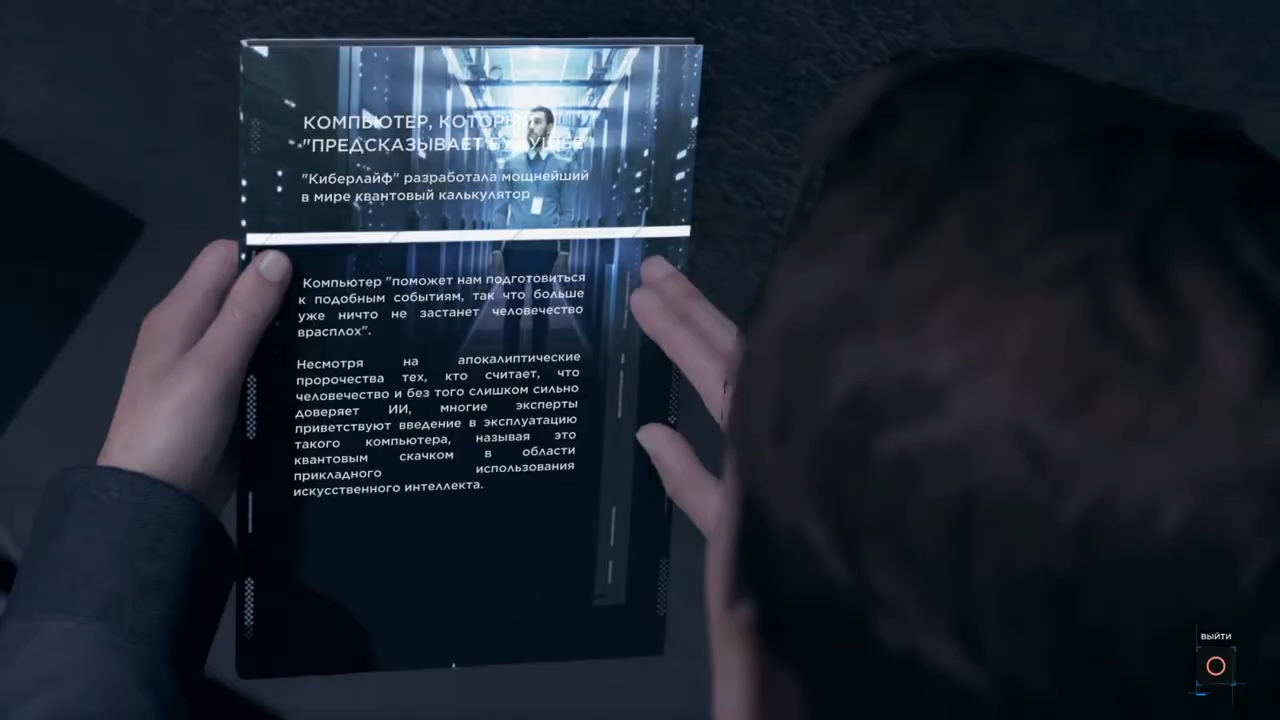 КОМПЬЮТЕР, КОТОРЫЙ
"ПРЕДСКАЗЫВАЕТ БУДУЩЕЕ"
"Киберлайф" разработала мощнейший
в мире квантовый калькулятор
Компьютер "поможет нам подготовиться
к подобным событиям, так что больше
уже ничто не застанет человечество
врасплох".
Несмотря на апокалиптические
пророчества тех, кто считает, что
человечество и без того слишком сильно
доверяет ИИ, многие эксперты
приветствуют введение в эксплуатацию
такого компьютера, называя это
квантовым скачком в области
прикладного использования
искусственного интеллекта.
ВЫЙТИ